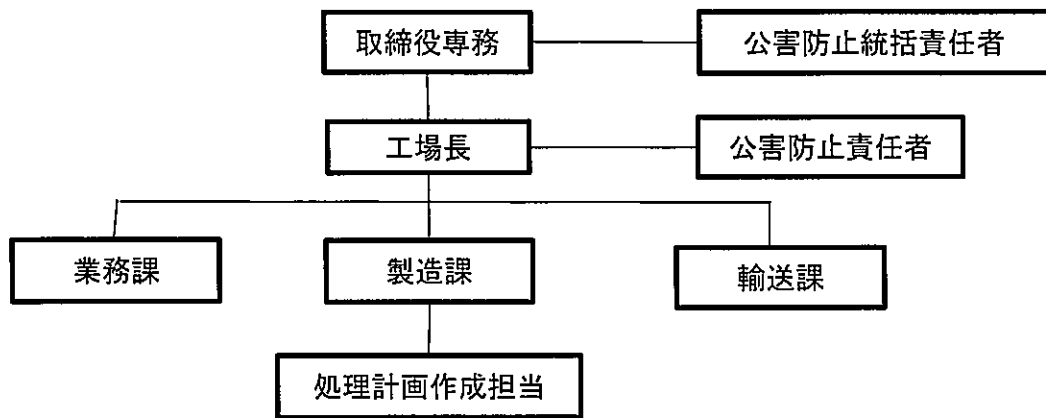 取締役専務
公害防止統括責任者
工場長
公害防止責任者
業務課
製造課
輸送課
処理計画作成担当